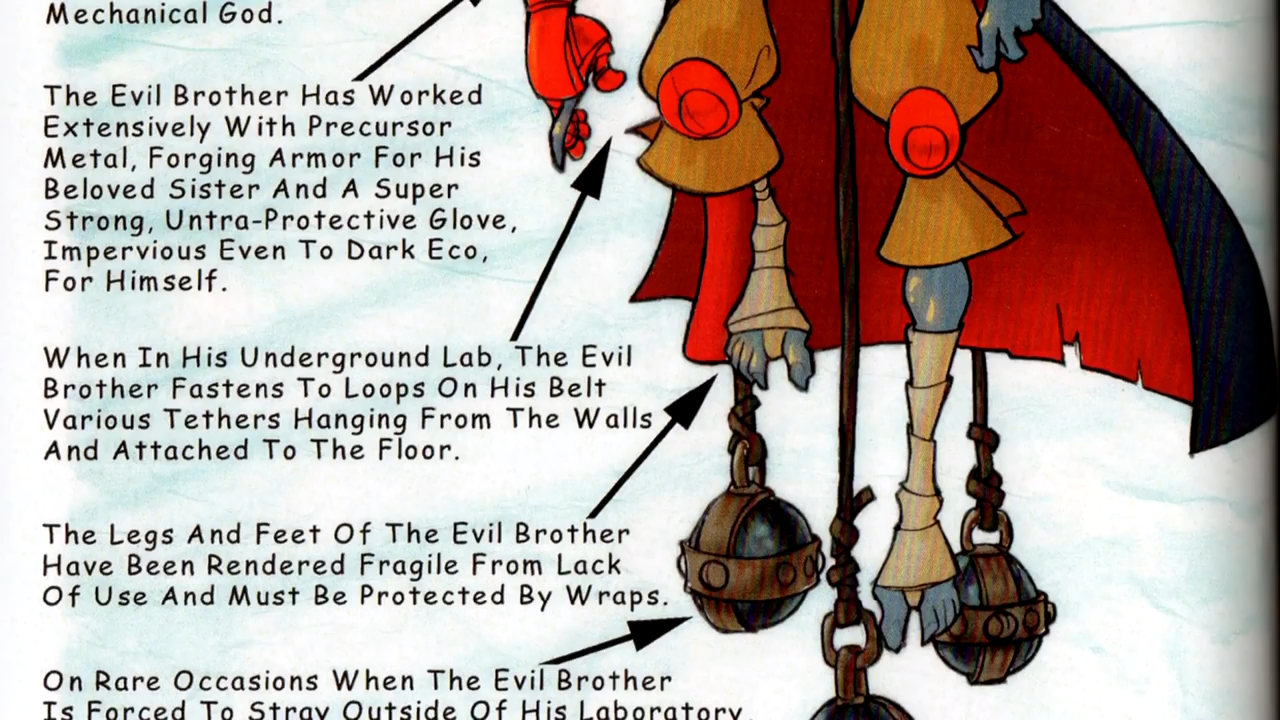 Mechanical God.
The Evil Brother Has Worked
Extensively With Precursor
Metal, Forging Armor For His
Beloved Sister And A Super
Strong, Untra-Protective Glove,
Impervious Even To Dark Eco,
For Himself.
When In His Underground Lab, The Evil
Brother Fastens To Loops On His Belt
Various Tethers Hanging From The Walls
And Attached To The Floor.
The Legs And Feet Of The Evil Brother
Have Been Rendered Fragile From Lack
Of Use And Must Be Protected By Wraps.
On Rare Occasions When The Evil Brother
Is Forced To Stray Outside Of His Laboratory,